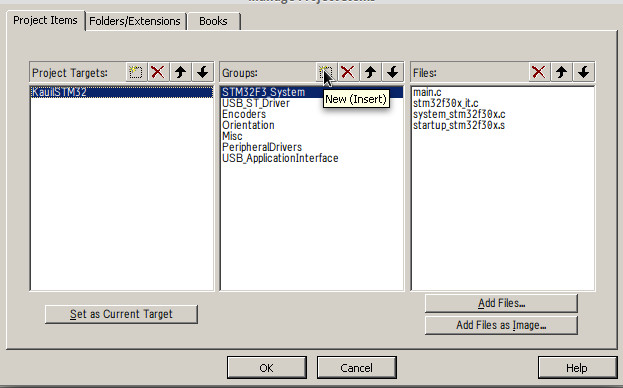 Manage Project Items
Project Items
Folders/Extensions
Books
Project Targets:
Groups:
Files:
KauilSTM32
STM32F3_System
USB_ST_Driver
Encoders
Orientation
Misc
PeripheralDrivers
USB_ApplicationInterface
New (Insert)
main.c
stm32f30x_it.c
system_stm32f30x.c
startup_stm32f30x.s
Set as Current Target
Add Files...
Add Files as Image...
OK
Cancel
Help